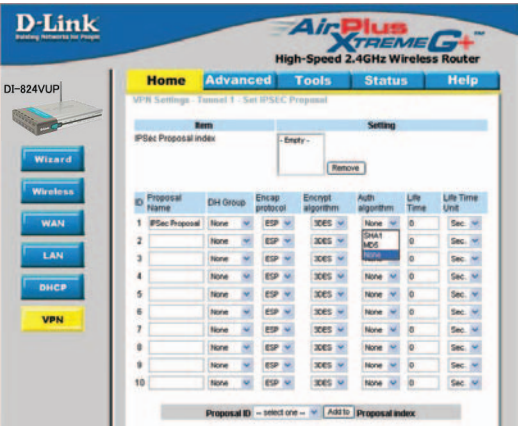 D-Link
Building Networks for People
AirPlus
XTREME G+™
High-Speed 2.4GHz Wireless Router
DI-824VUP
Home Advanced Tools Status Help
VPN Settings - Tunnel 1 - Set IPSEC Proposal
Item Setting
IPSec Proposal index - Empty -
Remove
Wizard
Wireless
WAN
LAN
DHCP
VPN
ID Proposal Name DH Group Encap protocol Encrypt algorithm Auth algorithm Life Time Life Time Unit
1 IPSec Proposal None ESP 3DES None 0 Sec.
SHA1
MD5
None
2 None ESP 3DES 0 Sec.
3 None ESP 3DES None 0 Sec.
4 None ESP 3DES None 0 Sec.
5 None ESP 3DES None 0 Sec.
6 None ESP 3DES None 0 Sec.
7 None ESP 3DES None 0 Sec.
8 None ESP 3DES None 0 Sec.
9 None ESP 3DES None 0 Sec.
10 None ESP 3DES None 0 Sec.
Proposal ID -- select one -- Add to Proposal index